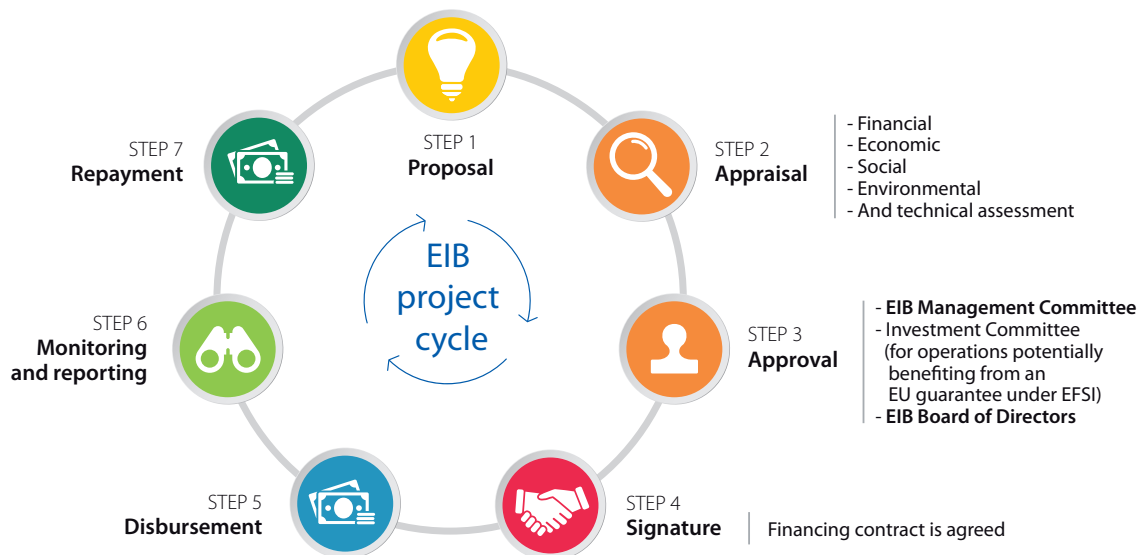 STEP 1
Proposal
STEP 2
Appraisal
- Financial
- Economic
- Social
- Environmental
- And technical assessment
STEP 3
Approval
- EIB Management Committee
- Investment Committee
(for operations potentially
benefiting from an
EU guarantee under EFSI)
- EIB Board of Directors
STEP 4
Signature
Financing contract is agreed
STEP 5
Disbursement
STEP 6
Monitoring
and reporting
STEP 7
Repayment
EIB
project
cycle